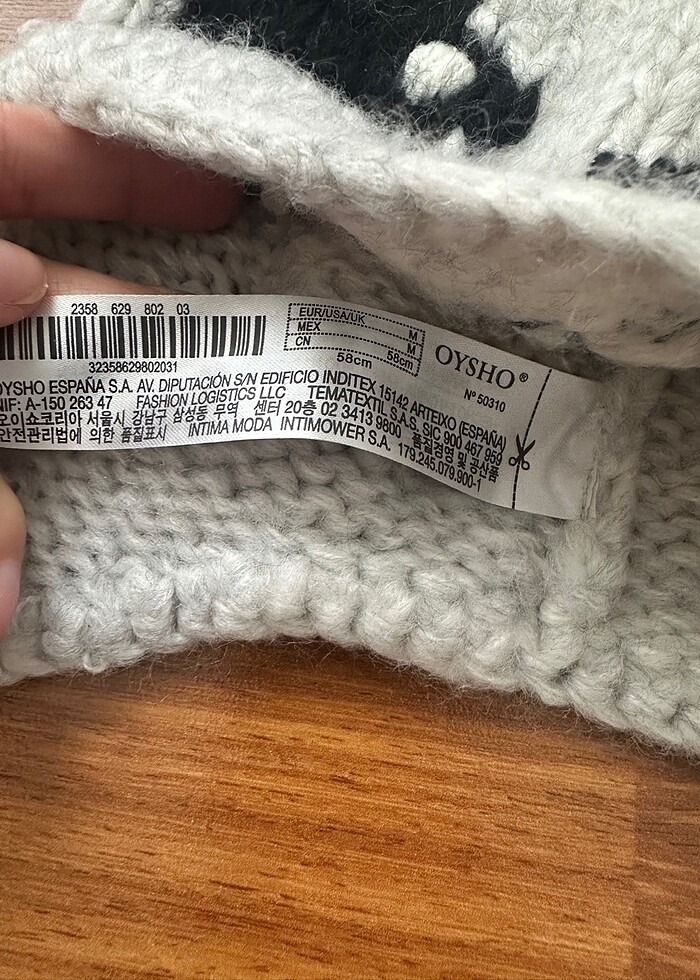 2358 629 802 03
32358629802031
EUR/USA/UK M
MEX M
CN 58cm
58cm
OYSHO®
Nº 50310
OYSHO ESPAÑA S.A. AV. DIPUTACIÓN S/N EDIFICIO INDITEX 15142 ARTEIXO (ESPAÑA)
NIF: A-150 263 47 FASHION LOGISTICS LLC TEMATEXTIL S.A.S. SIC 900 467 959
오이쇼코리아 서울시 강남구 삼성동 무역 센터 20층 02 3413 9800 품질경영 및 공산품
안전관리법에 의한 품질표시 INTIMA MODA INTIMOWER S.A. 179.245.079.900-1